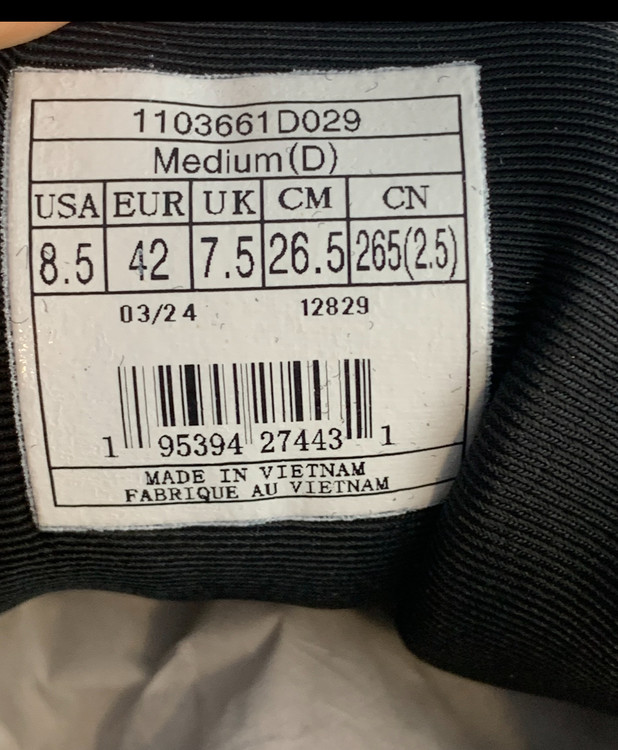 1103661D029
Medium(D)
USA EUR UK CM CN
8.5 42 7.5 26.5 265(2.5)
03/24 12829
1 95394 27443 1
MADE IN VIETNAM
FABRIQUE AU VIETNAM